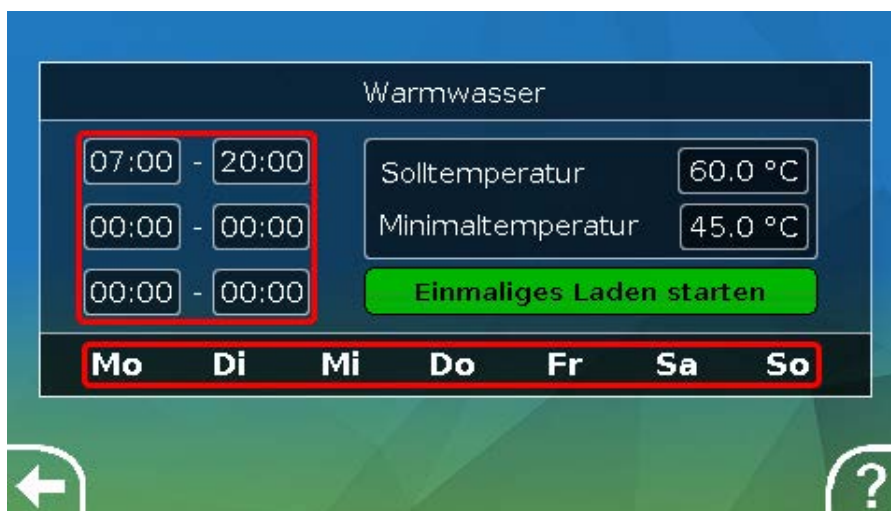 Warmwasser
07:00 - 20:00
00:00 - 00:00
00:00 - 00:00
Solltemperatur 60.0 °C
Minimaltemperatur 45.0 °C
Einmaliges Laden starten
Mo Di Mi Do Fr Sa So
?